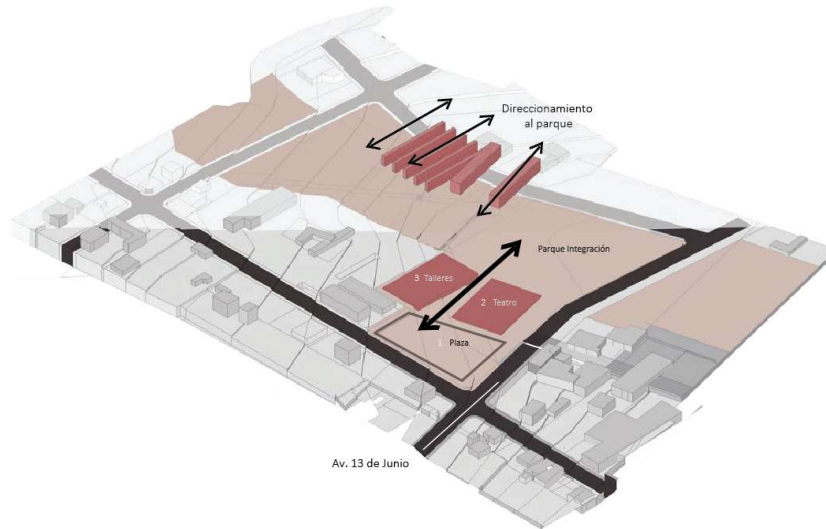 Direccionamiento
al parque
Parque Integración
3 Talleres
2 Teatro
1 Plaza
Av. 13 de Junio